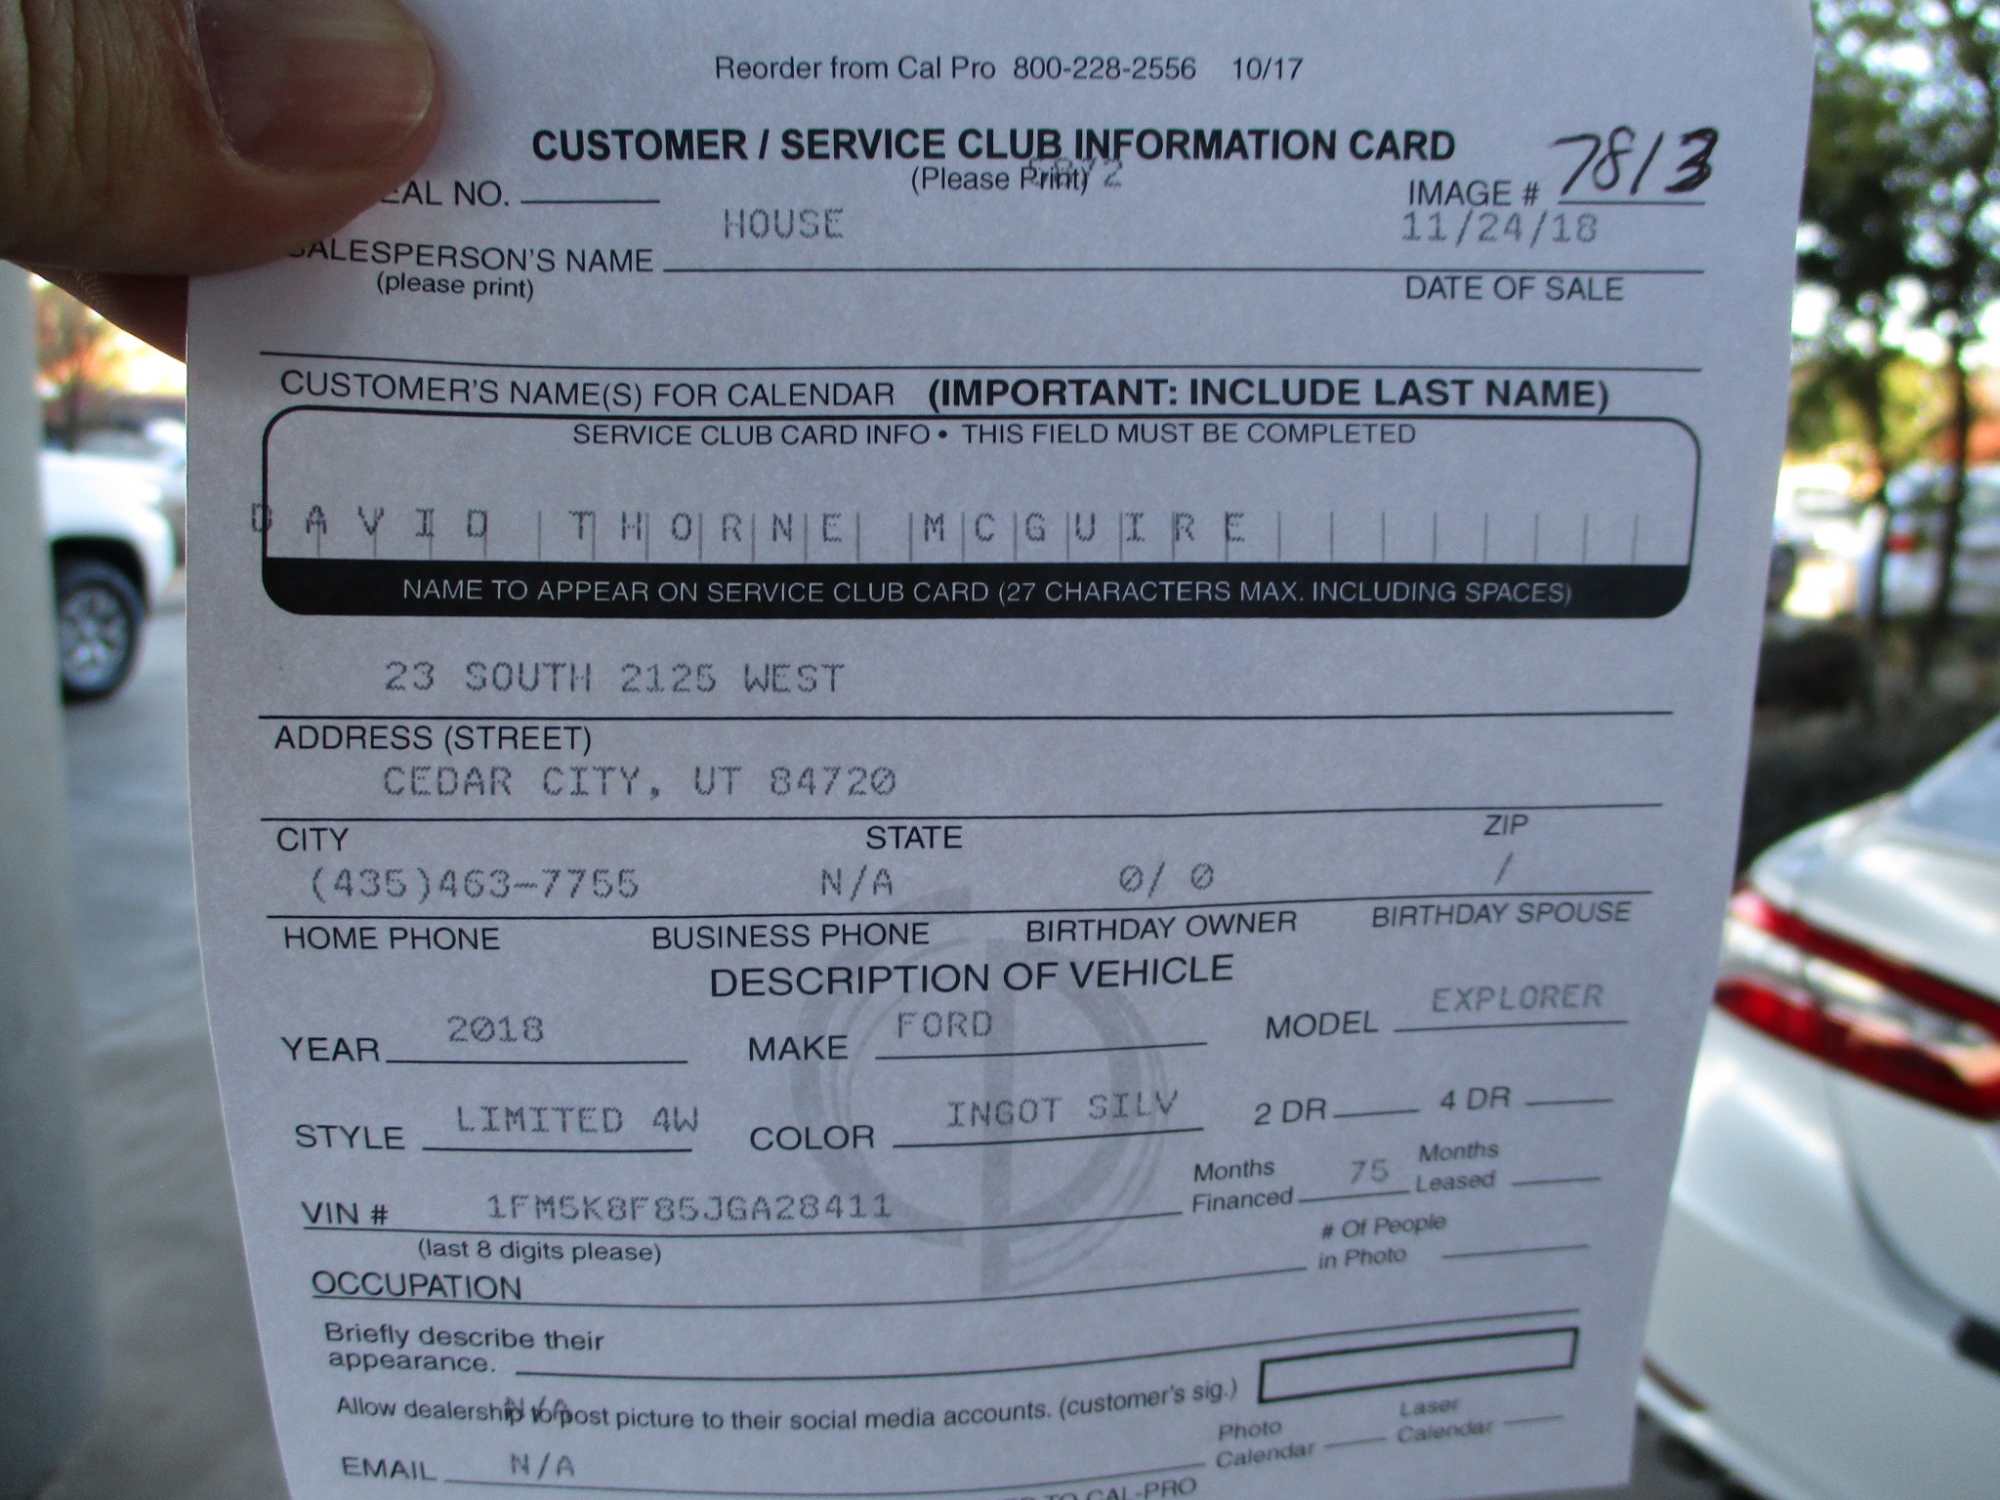 Reorder from Cal Pro 800-228-2556 10/17
CUSTOMER / SERVICE CLUB INFORMATION CARD
(Please Print)
EAL NO. IMAGE # 7813
HOUSE 11/24/18
SALESPERSON'S NAME
(please print) DATE OF SALE
CUSTOMER'S NAME(S) FOR CALENDAR (IMPORTANT: INCLUDE LAST NAME)
SERVICE CLUB CARD INFO • THIS FIELD MUST BE COMPLETED
DAVID THORNE MCGUIRE
NAME TO APPEAR ON SERVICE CLUB CARD (27 CHARACTERS MAX. INCLUDING SPACES)
23 SOUTH 2125 WEST
ADDRESS (STREET)
CEDAR CITY, UT 84720
CITY STATE ZIP
(435)463-7755 N/A 0/ 0 /
HOME PHONE BUSINESS PHONE BIRTHDAY OWNER BIRTHDAY SPOUSE
DESCRIPTION OF VEHICLE
YEAR 2018 MAKE FORD MODEL EXPLORER
STYLE LIMITED 4W COLOR INGOT SILV 2 DR 4 DR
Months Financed 75 Months Leased
VIN # 1FM5K8F85JGA28411
(last 8 digits please)
# Of People in Photo
OCCUPATION
Briefly describe their
appearance.
Allow dealership to post picture to their social media accounts. (customer's sig.)
N/A
Photo Calendar Laser Calendar
EMAIL N/A
TO CAL-PRO